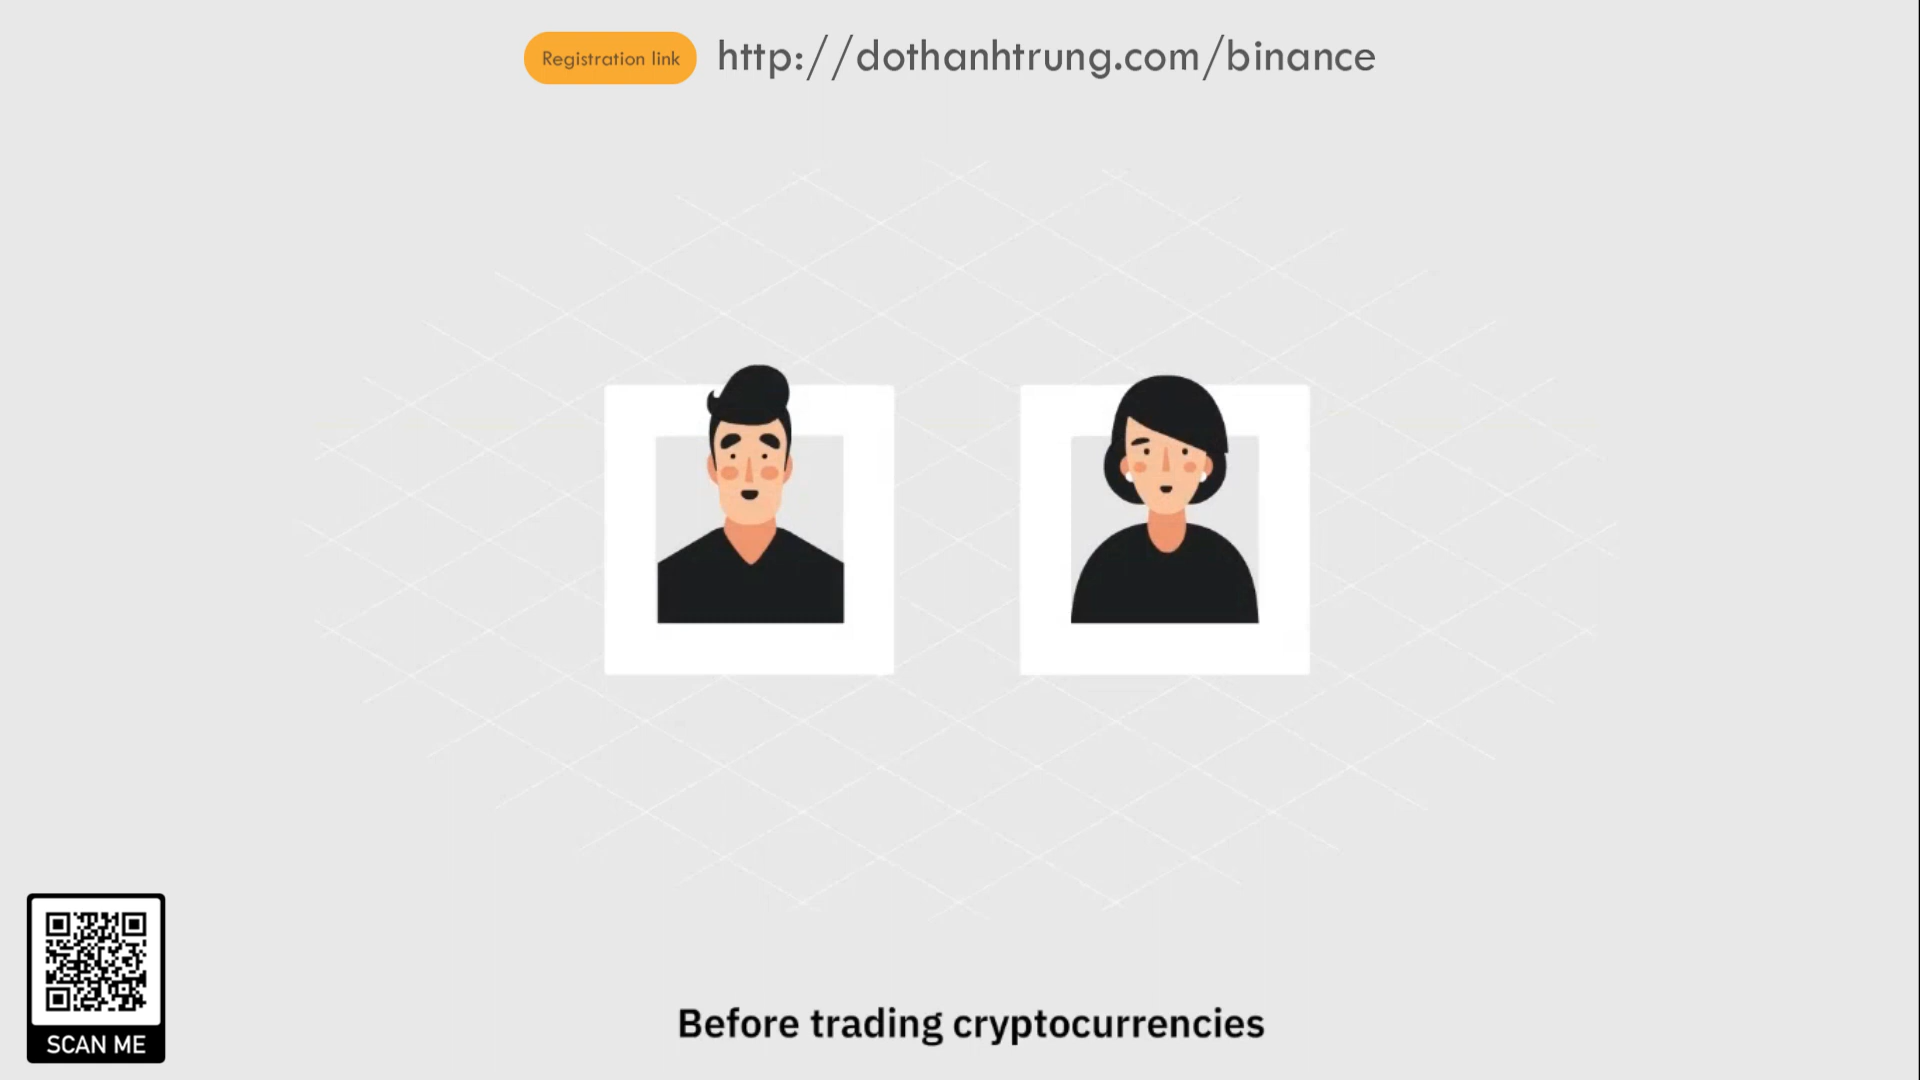 Registration link http://dothanhtrung.com/binance
SCAN ME
Before trading cryptocurrencies